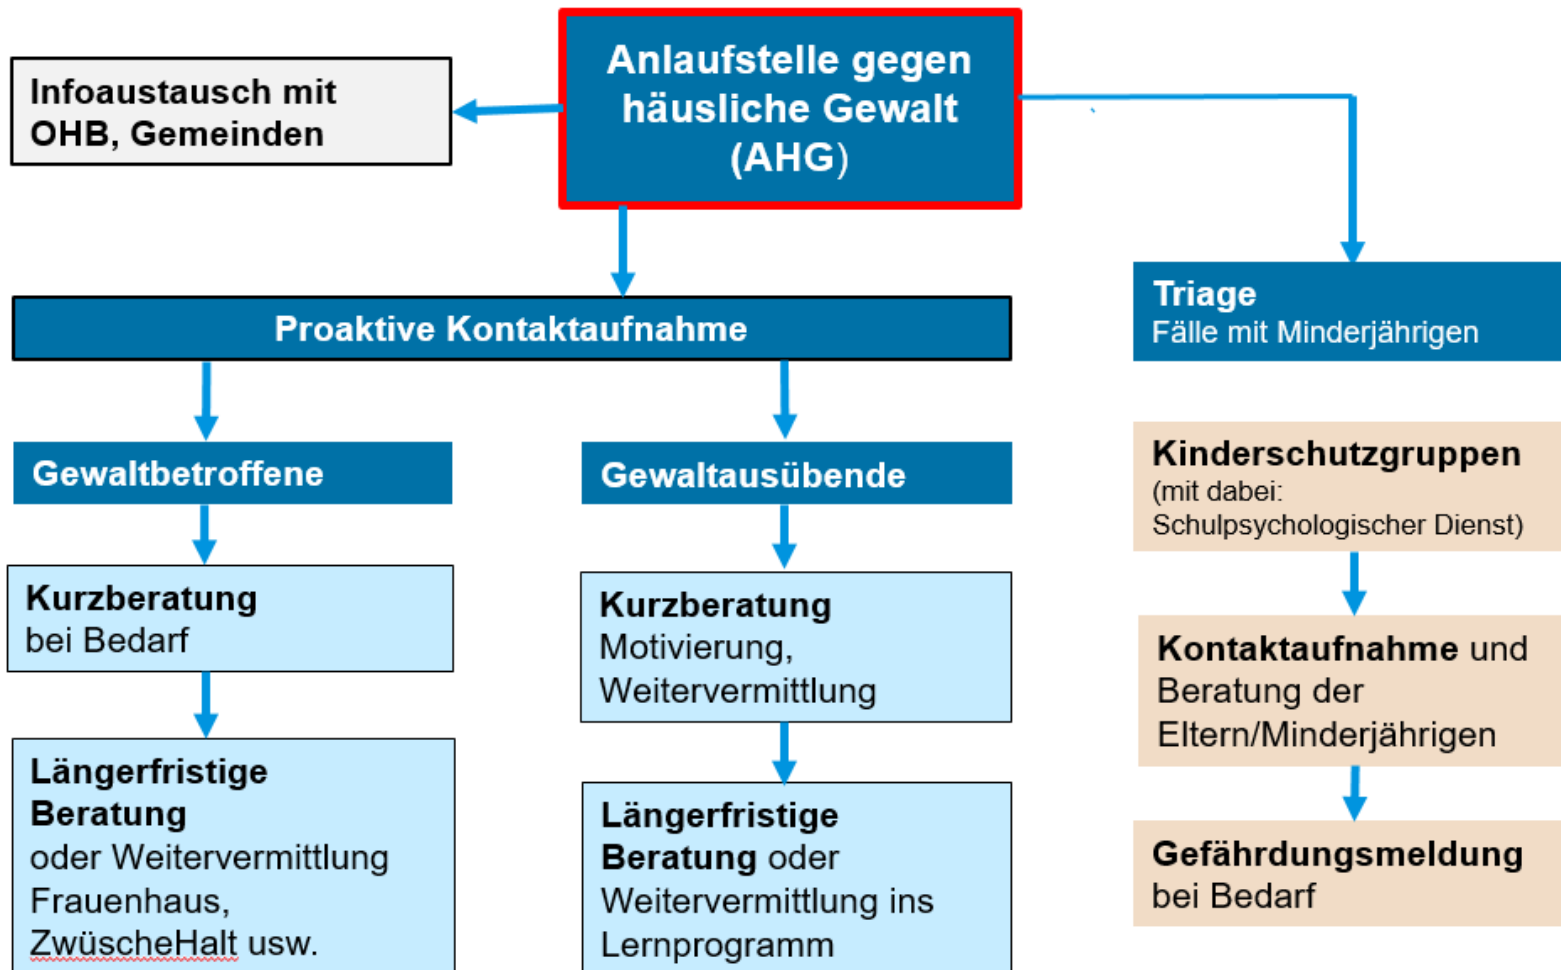 Anlaufstelle gegen
häusliche Gewalt
(AHG)
Infoaustausch mit
OHB, Gemeinden
Proaktive Kontaktaufnahme
Triage
Fälle mit Minderjährigen
Gewaltbetroffene
Gewaltausübende
Kinderschutzgruppen
(mit dabei:
Schulpsychologischer Dienst)
Kurzberatung
bei Bedarf
Kurzberatung
Motivierung,
Weitervermittlung
Kontaktaufnahme und
Beratung der
Eltern/Minderjährigen
Längerfristige
Beratung
oder Weitervermittlung
Frauenhaus,
ZwüscheHalt usw.
Längerfristige
Beratung oder
Weitervermittlung ins
Lernprogramm
Gefährdungsmeldung
bei Bedarf